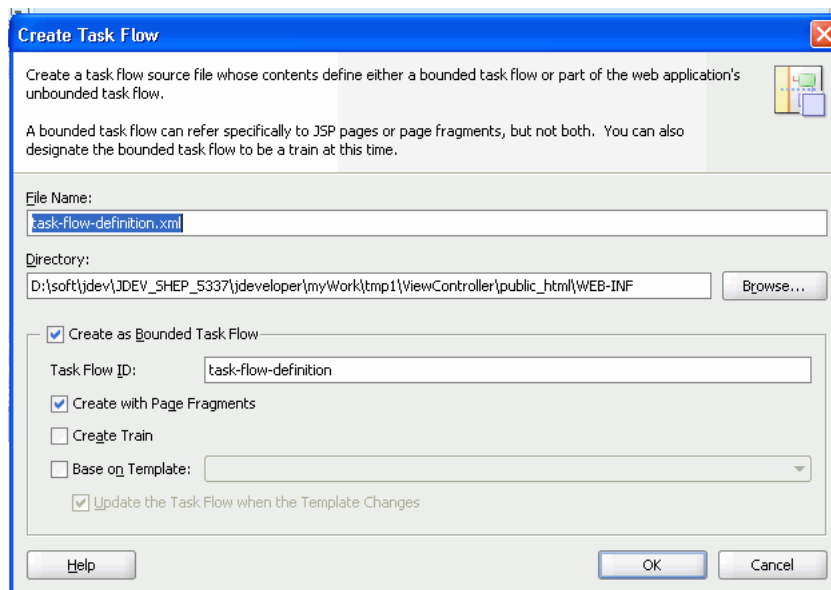 Create Task Flow
Create a task flow source file whose contents define either a bounded task flow or part of the web application's
unbounded task flow.
A bounded task flow can refer specifically to JSP pages or page fragments, but not both. You can also
designate the bounded task flow to be a train at this time.
File Name:
task-flow-definition.xml
Directory:
D:\soft\jdev\JDEV_SHEP_5337\jdeveloper\myWork\tmp1\ViewController\public_html\WEB-INF
Browse...
Create as Bounded Task Flow
Task Flow ID:
task-flow-definition
Create with Page Fragments
Create Train
Base on Template:
Update the Task Flow when the Template Changes
Help
OK
Cancel